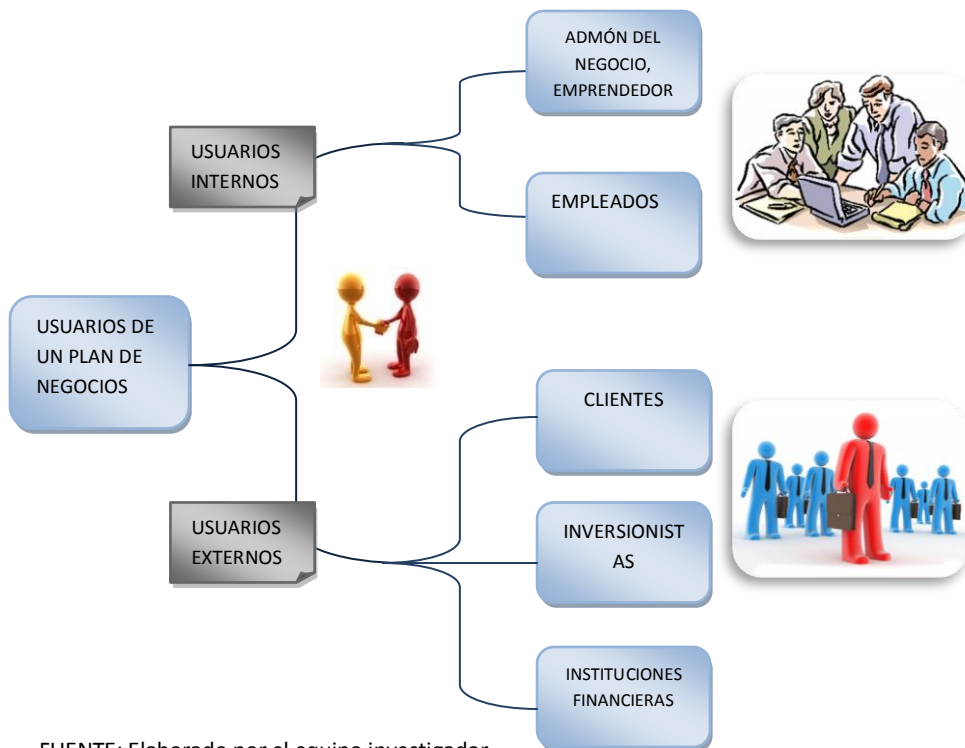 ADMÓN DEL
NEGOCIO,
EMPRENDEDOR
USUARIOS
INTERNOS
EMPLEADOS
USUARIOS DE
UN PLAN DE
NEGOCIOS
CLIENTES
USUARIOS
EXTERNOS
INVERSIONIST
AS
INSTITUCIONES
FINANCIERAS
FUENTE: Elaborado por el equipo investigador